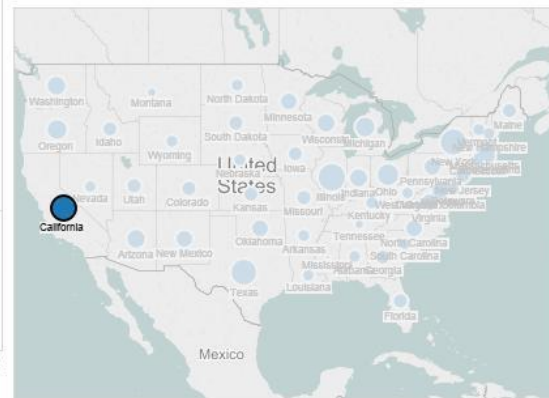 Washington
Montana
North Dakota
Minnesota
Maine
Oregon
Idaho
South Dakota
Wisconsin
Michigan
Wyoming
Iowa
United
States
Nebraska
Nevada
Utah
Colorado
Kansas
Illinois
Indiana
Ohio
Pennsylvania
New Jersey
Missouri
Kentucky
Virginia
California
Arizona
New Mexico
Oklahoma
Arkansas
Tennessee
North Carolina
South Carolina
Mississippi
Georgia
Texas
Louisiana
Florida
Mexico